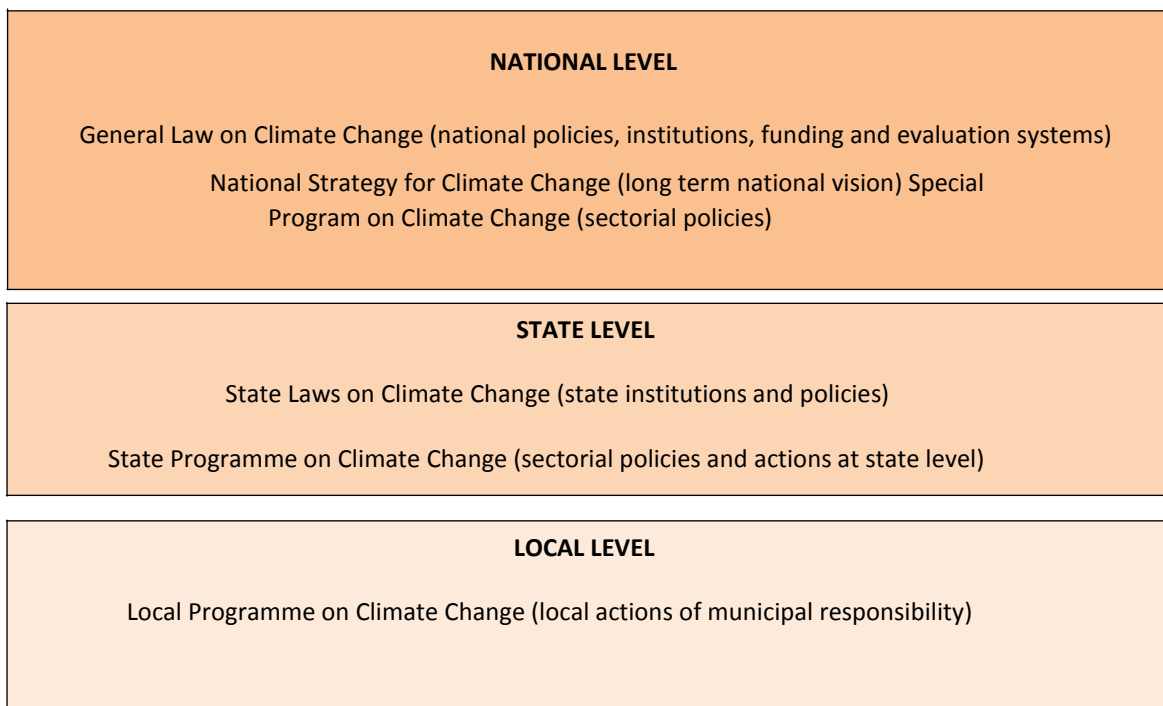 NATIONAL LEVEL
General Law on Climate Change (national policies, institutions, funding and evaluation systems)
National Strategy for Climate Change (long term national vision) Special
Program on Climate Change (sectorial policies)
STATE LEVEL
State Laws on Climate Change (state institutions and policies)
State Programme on Climate Change (sectorial policies and actions at state level)
LOCAL LEVEL
Local Programme on Climate Change (local actions of municipal responsibility)